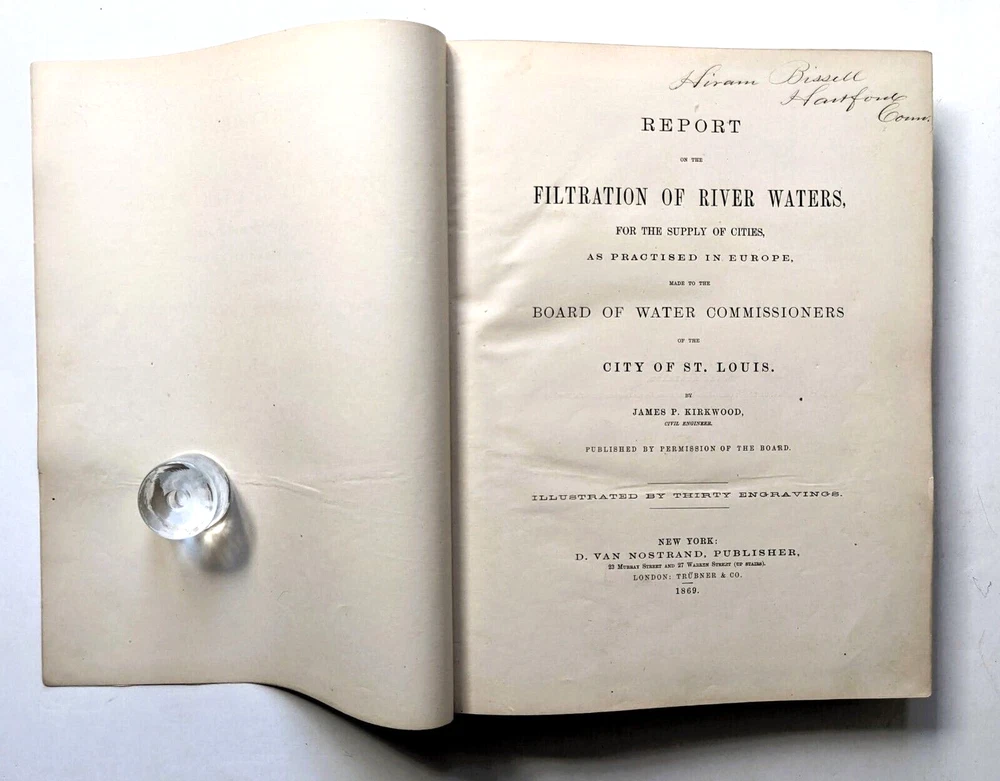 Hiram Bissell
Hartford
Conn.
REPORT
ON THE
FILTRATION OF RIVER WATERS,
FOR THE SUPPLY OF CITIES,
AS PRACTISED IN EUROPE,
MADE TO THE
BOARD OF WATER COMMISSIONERS
OF THE
CITY OF ST. LOUIS.
BY
JAMES P. KIRKWOOD,
CIVIL ENGINEER.
PUBLISHED BY PERMISSION OF THE BOARD.
ILLUSTRATED BY THIRTY ENGRAVINGS.
NEW YORK:
D. VAN NOSTRAND, PUBLISHER,
23 MURRAY STREET AND 27 WARREN STREET (UP STAIRS).
LONDON: TRÜBNER & CO.
1869.